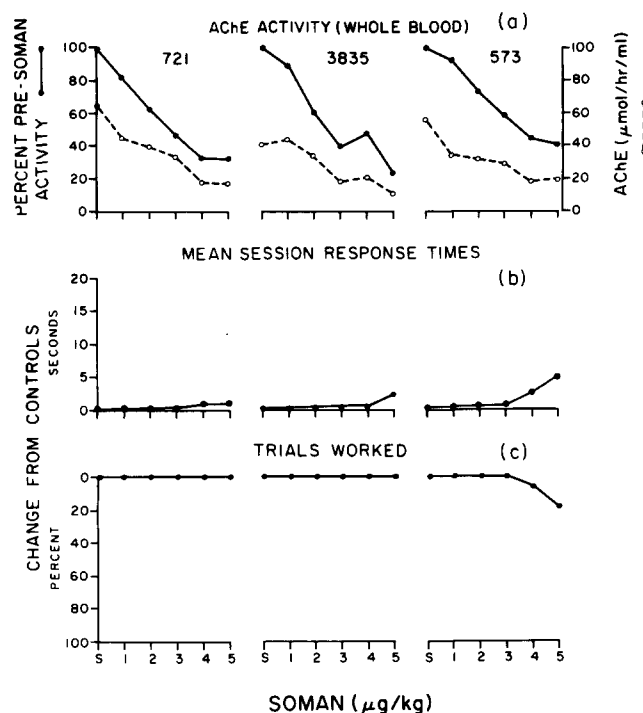 AChE ACTIVITY (WHOLE BLOOD) (a)
PERCENT PRE-SOMAN
ACTIVITY
100
80
60
40
20
0
721
3835
573
100
80
60
40
20
0
AChE (μmol/hr/ml)
MEAN SESSION RESPONSE TIMES
(b)
CHANGE FROM CONTROLS
SECONDS
20
15
10
5
0
TRIALS WORKED
(c)
PERCENT
0
20
40
60
80
100
S 1 2 3 4 5
S 1 2 3 4 5
S 1 2 3 4 5
SOMAN (μg/kg)